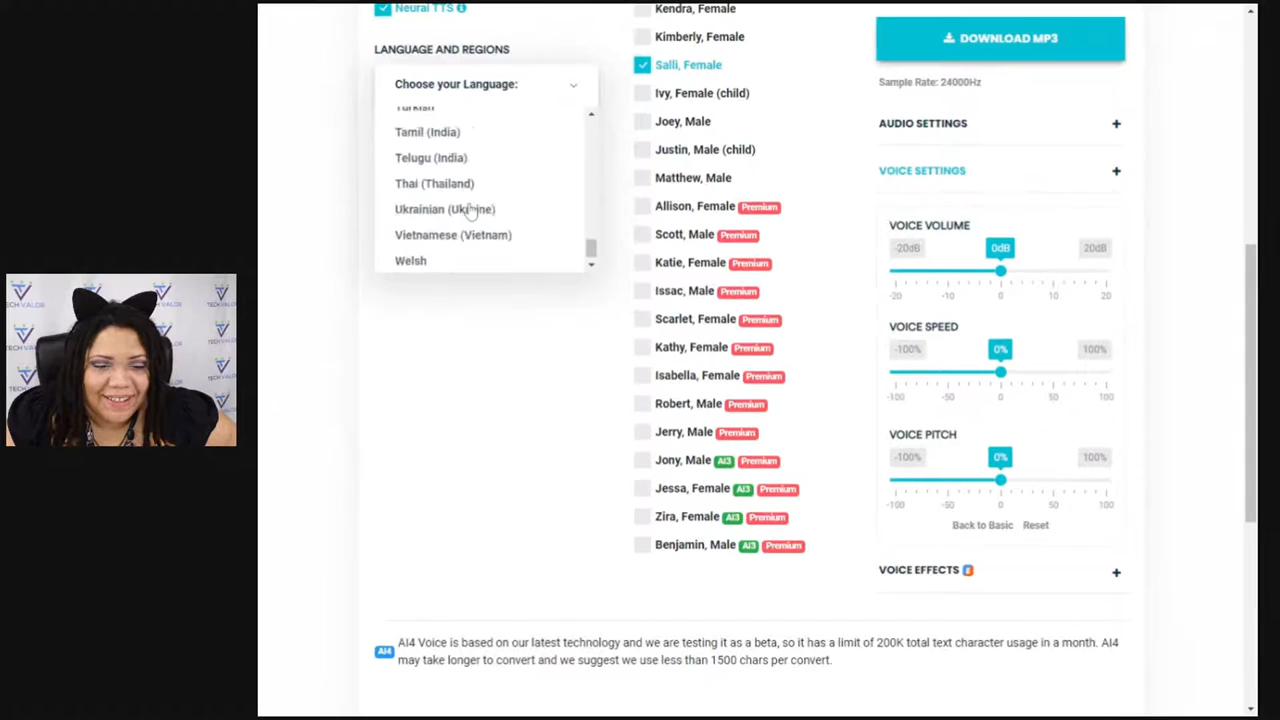 Neural TTS
LANGUAGE AND REGIONS
Choose your Language:
Turkish
Tamil (India)
Telugu (India)
Thai (Thailand)
Ukrainian (Ukraine)
Vietnamese (Vietnam)
Welsh
Kendra, Female
Kimberly, Female
Salli, Female
Ivy, Female (child)
Joey, Male
Justin, Male (child)
Matthew, Male
Allison, Female Premium
Scott, Male Premium
Katie, Female Premium
Issac, Male Premium
Scarlet, Female Premium
Kathy, Female Premium
Isabella, Female Premium
Robert, Male Premium
Jerry, Male Premium
Jony, Male AI3 Premium
Jessa, Female AI3 Premium
Zira, Female AI3 Premium
Benjamin, Male AI3 Premium
DOWNLOAD MP3
Sample Rate: 24000Hz
AUDIO SETTINGS +
VOICE SETTINGS +
VOICE VOLUME
-20dB 0dB 20dB
-20 -10 0 10 20
VOICE SPEED
-100% 0% 100%
-100 -50 0 50 100
VOICE PITCH
-100% 0% 100%
-100 -50 0 50 100
Back to Basic Reset
VOICE EFFECTS +
AI4 AI4 Voice is based on our latest technology and we are testing it as a beta, so it has a limit of 200K total text character usage in a month. AI4
may take longer to convert and we suggest we use less than 1500 chars per convert.
TECH VALOR